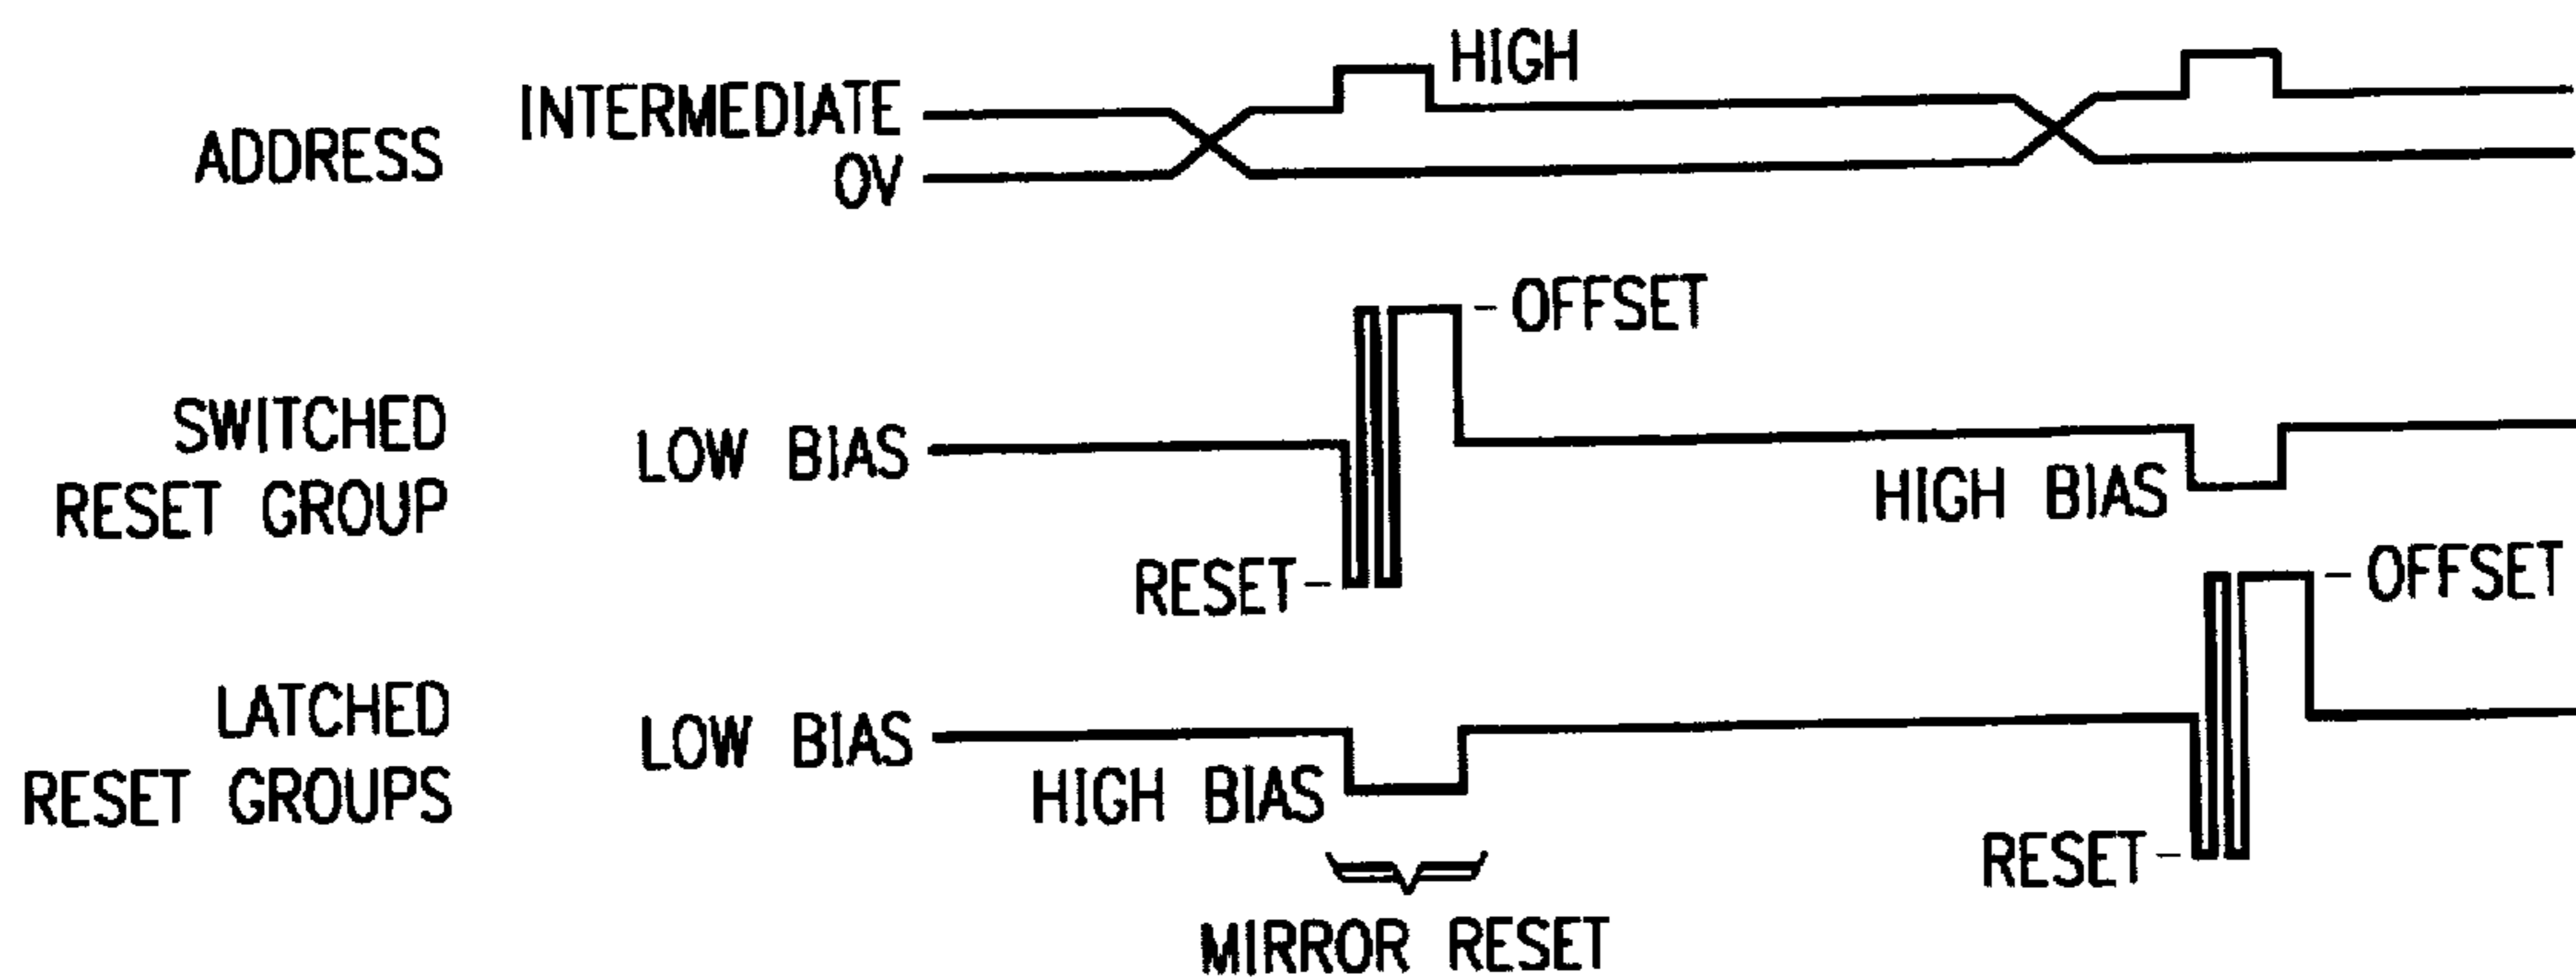 HIGH
INTERMEDIATE
ADDRESS
0V
- OFFSET
SWITCHED
RESET GROUP
LOW BIAS
HIGH BIAS
RESET -
- OFFSET
LATCHED
RESET GROUPS
LOW BIAS
HIGH BIAS
RESET -
MIRROR RESET